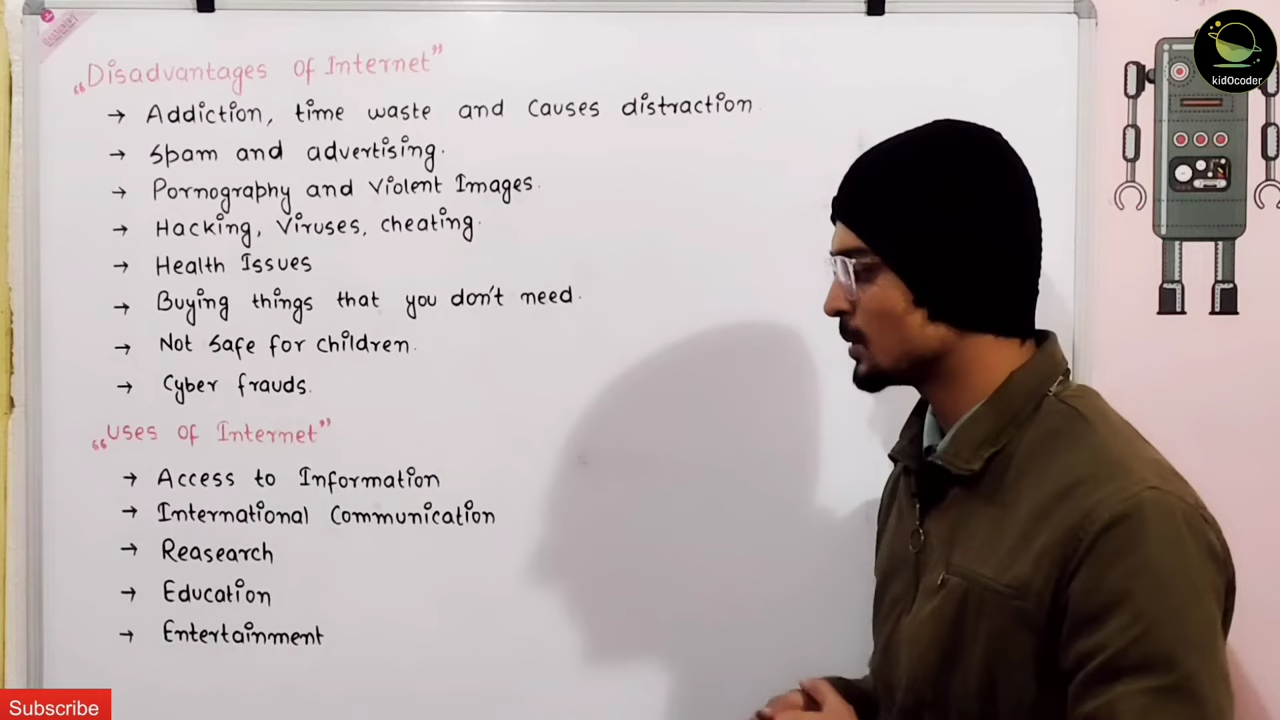 "Disadvantages of Internet"
→ Addiction, time waste and causes distraction
→ Spam and advertising.
→ Pornography and Violent Images.
→ Hacking, Viruses, cheating.
→ Health Issues
→ Buying things that you don't need.
→ Not safe for children.
→ Cyber frauds.
"Uses of Internet"
→ Access to Information
→ International Communication
→ Reasearch
→ Education
→ Entertainment
kidOcoder
Subscribe